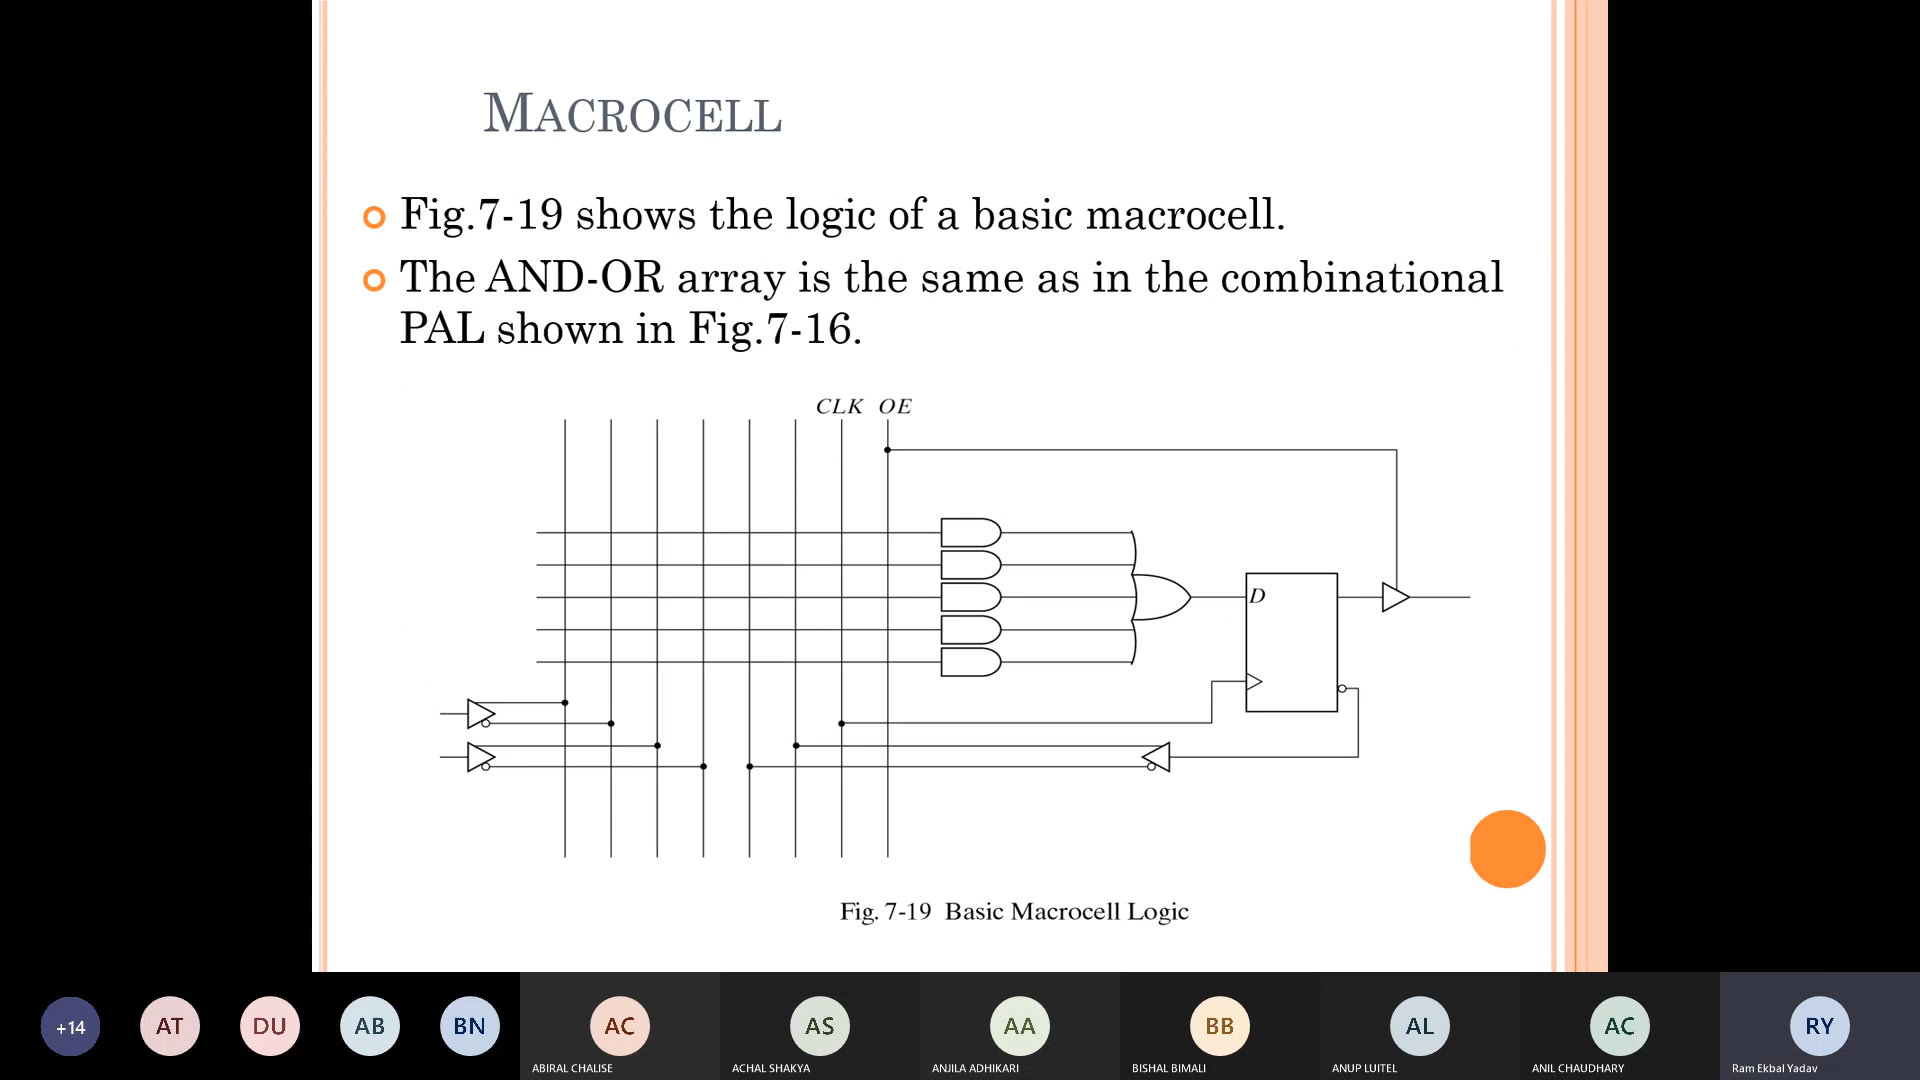 MACROCELL
Fig.7-19 shows the logic of a basic macrocell.
The AND-OR array is the same as in the combinational
PAL shown in Fig.7-16.
CLK OE
D
Fig. 7-19 Basic Macrocell Logic
+14 AT DU AB BN AC AS AA BB AL AC RY
ABIRAL CHALISE ACHAL SHAKYA ANJILA ADHIKARI BISHAL BIMALI ANUP LUITEL ANIL CHAUDHARY Ram Ekbal Yadav